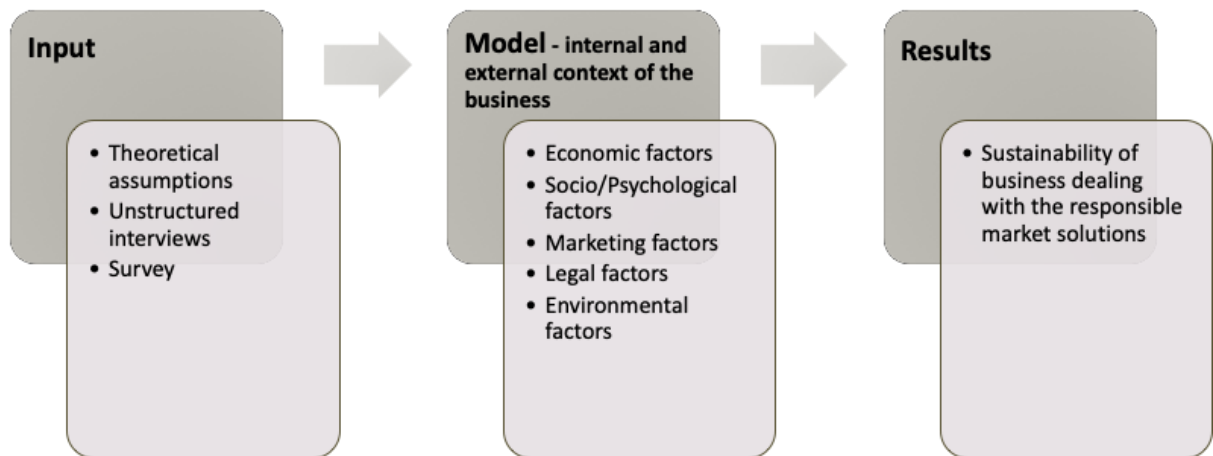 Input
• Theoretical
assumptions
• Unstructured
interviews
• Survey
Model - internal and
external context of the
business
• Economic factors
• Socio/Psychological
factors
• Marketing factors
• Legal factors
• Environmental
factors
Results
• Sustainability of
business dealing
with the responsible
market solutions